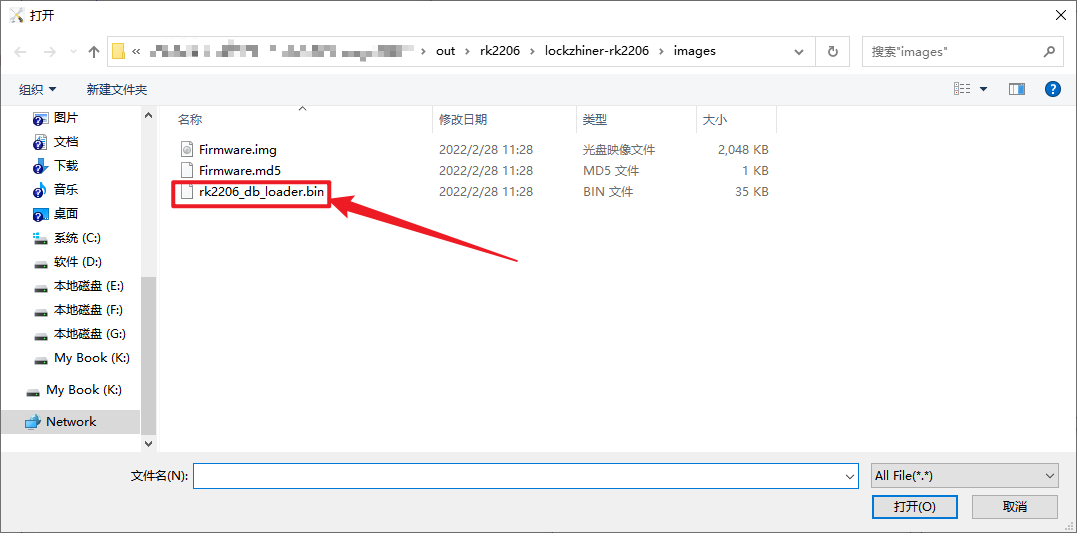 打开
« out › rk2206 › lockzhiner-rk2206 › images
搜索"images"
组织
新建文件夹
图片
文档
下载
音乐
桌面
系统 (C:)
软件 (D:)
本地磁盘 (E:)
本地磁盘 (F:)
本地磁盘 (G:)
My Book (K:)
My Book (K:)
Network
名称 修改日期 类型 大小
Firmware.img 2022/2/28 11:28 光盘映像文件 2,048 KB
Firmware.md5 2022/2/28 11:28 MD5 文件 1 KB
rk2206_db_loader.bin 2022/2/28 11:28 BIN 文件 35 KB
文件名(N):
All File(*.*)
打开(O)
取消